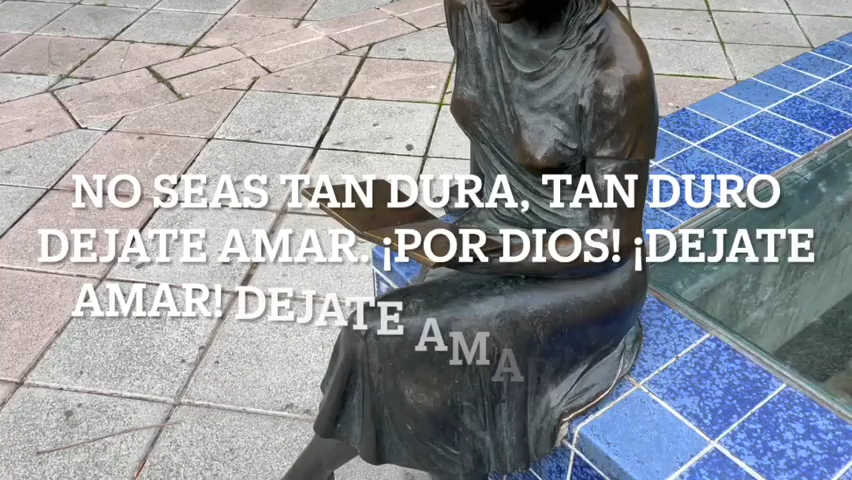 NO SEAS TAN DURA, TAN DURO
DEJATE AMAR. ¡POR DIOS! ¡DEJATE
AMAR! DEJATE AMA